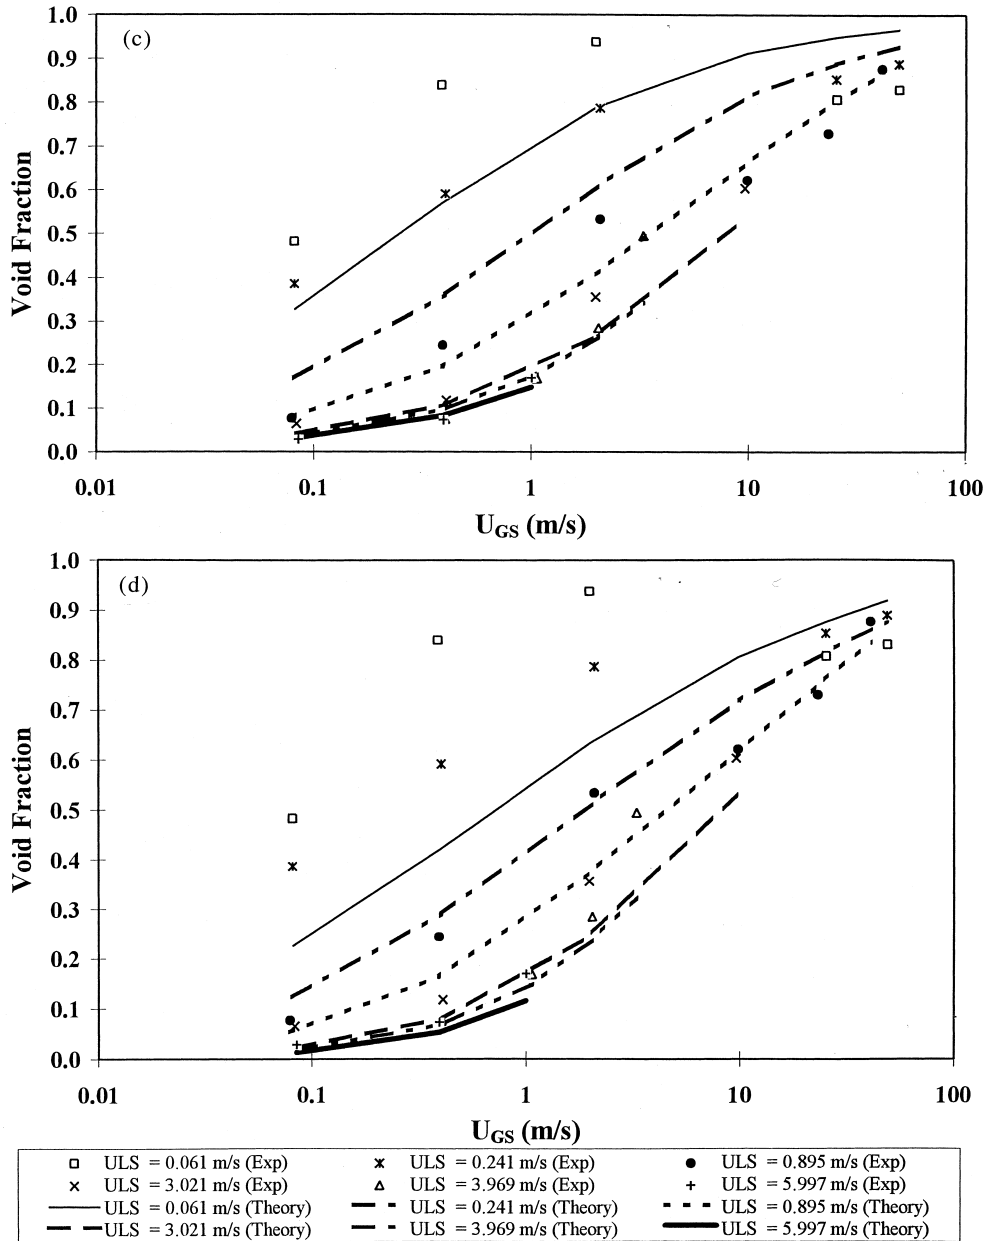 (c)
1.0
0.9
0.8
0.7
0.6
0.5
0.4
0.3
0.2
0.1
0.0
Void Fraction
0.01 0.1 1 10 100
U_GS (m/s)
(d)
1.0
0.9
0.8
0.7
0.6
0.5
0.4
0.3
0.2
0.1
0.0
Void Fraction
0.01 0.1 1 10 100
U_GS (m/s)
ULS = 0.061 m/s (Exp) ULS = 0.241 m/s (Exp) ULS = 0.895 m/s (Exp)
ULS = 3.021 m/s (Exp) ULS = 3.969 m/s (Exp) ULS = 5.997 m/s (Exp)
ULS = 0.061 m/s (Theory) ULS = 0.241 m/s (Theory) ULS = 0.895 m/s (Theory)
ULS = 3.021 m/s (Theory) ULS = 3.969 m/s (Theory) ULS = 5.997 m/s (Theory)